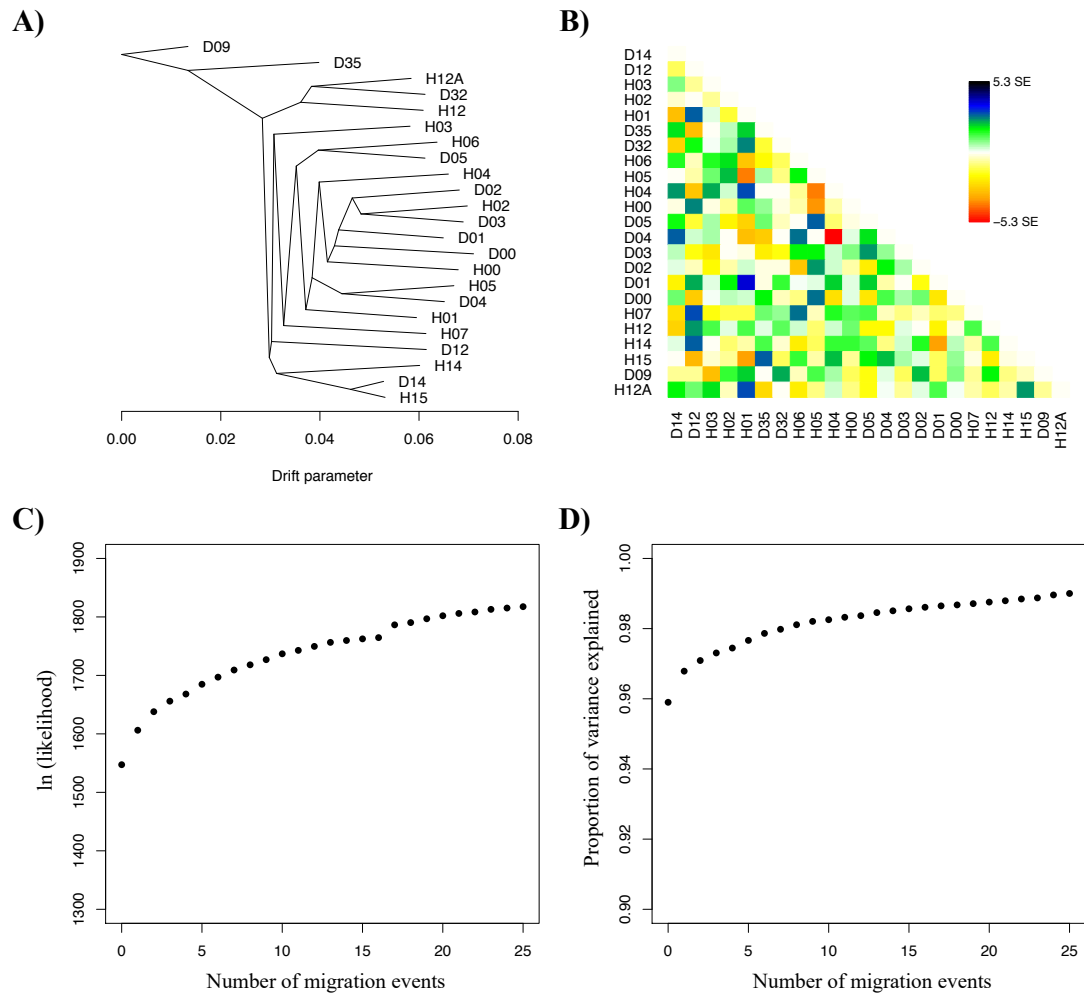 A)
D09
D35
H12A
D32
H12
H03
H06
D05
H04
D02
H02
D03
D01
D00
H00
H05
D04
H01
H07
D12
H14
D14
H15
0.00 0.02 0.04 0.06 0.08
Drift parameter
B)
D14
D12
H03
H02
H01
D35
D32
H06
H05
H04
H00
D05
D04
D03
D02
D01
D00
H07
H12
H14
H15
D09
H12A
5.3 SE
−5.3 SE
D14 D12 H03 H02 H01 D35 D32 H06 H05 H04 H00 D05 D04 D03 D02 D01 D00 H07 H12 H14 H15 D09 H12A
C)
ln (likelihood)
1900
1800
1700
1600
1500
1400
1300
0 5 10 15 20 25
Number of migration events
D)
Proportion of variance explained
1.00
0.98
0.96
0.94
0.92
0.90
0 5 10 15 20 25
Number of migration events